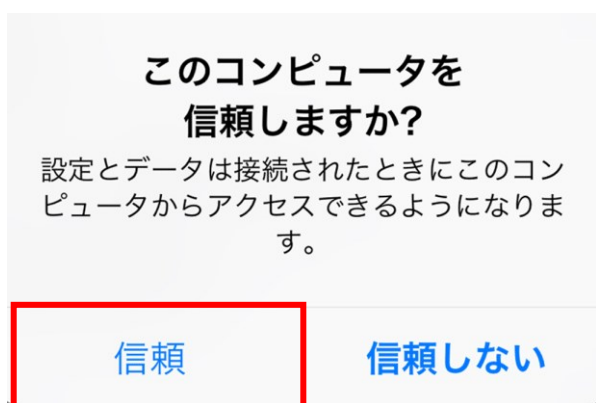 このコンピュータを
信頼しますか?
設定とデータは接続されたときにこのコン
ピュータからアクセスできるようになりま
す。
信頼
信頼しない